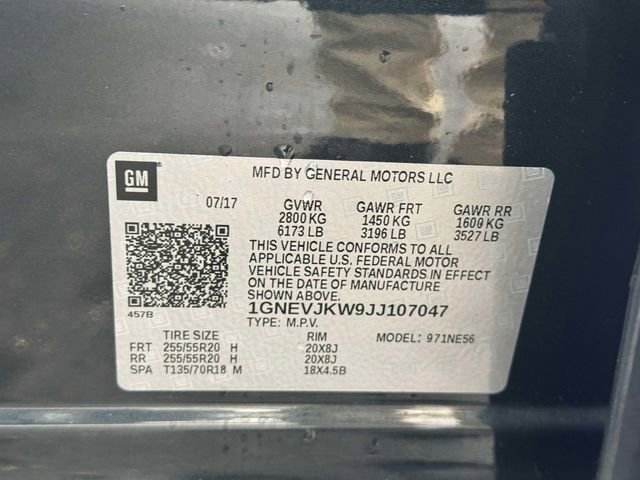 GM
MFD BY GENERAL MOTORS LLC
07/17 GVWR GAWR FRT GAWR RR
2800 KG 1450 KG 1600 KG
6173 LB 3196 LB 3527 LB
THIS VEHICLE CONFORMS TO ALL
APPLICABLE U.S. FEDERAL MOTOR
VEHICLE SAFETY STANDARDS IN EFFECT
ON THE DATE OF MANUFACTURE
SHOWN ABOVE.
457B 1GNEVJKW9JJ107047
TYPE: M.P.V. MODEL: 971NE56
TIRE SIZE RIM
FRT 255/55R20 H 20X8J
RR 255/55R20 H 20X8J
SPA T135/70R18 M 18X4.5B